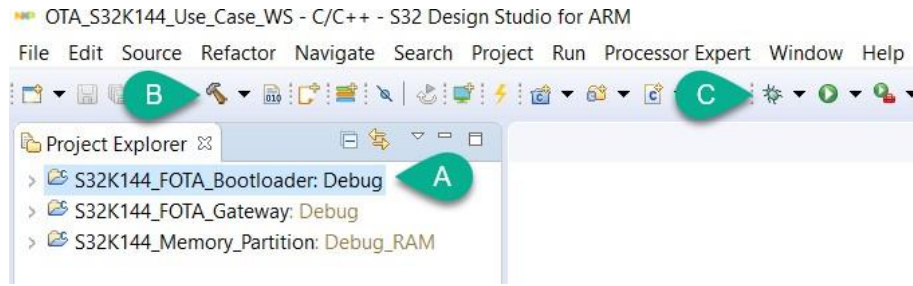 OTA_S32K144_Use_Case_WS - C/C++ - S32 Design Studio for ARM
File Edit Source Refactor Navigate Search Project Run Processor Expert Window Help
B
010
C
Project Explorer
S32K144_FOTA_Bootloader: Debug
A
S32K144_FOTA_Gateway: Debug
S32K144_Memory_Partition: Debug_RAM